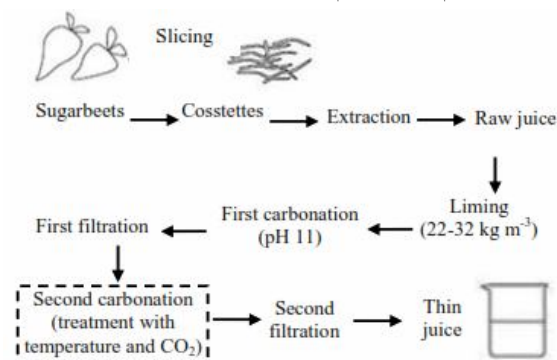 Slicing
Sugarbeets
Cosstettes
Extraction
Raw juice
Liming
(22-32 kg m⁻³)
First carbonation
(pH 11)
First filtration
Second carbonation
(treatment with
temperature and CO₂)
Second
filtration
Thin
juice